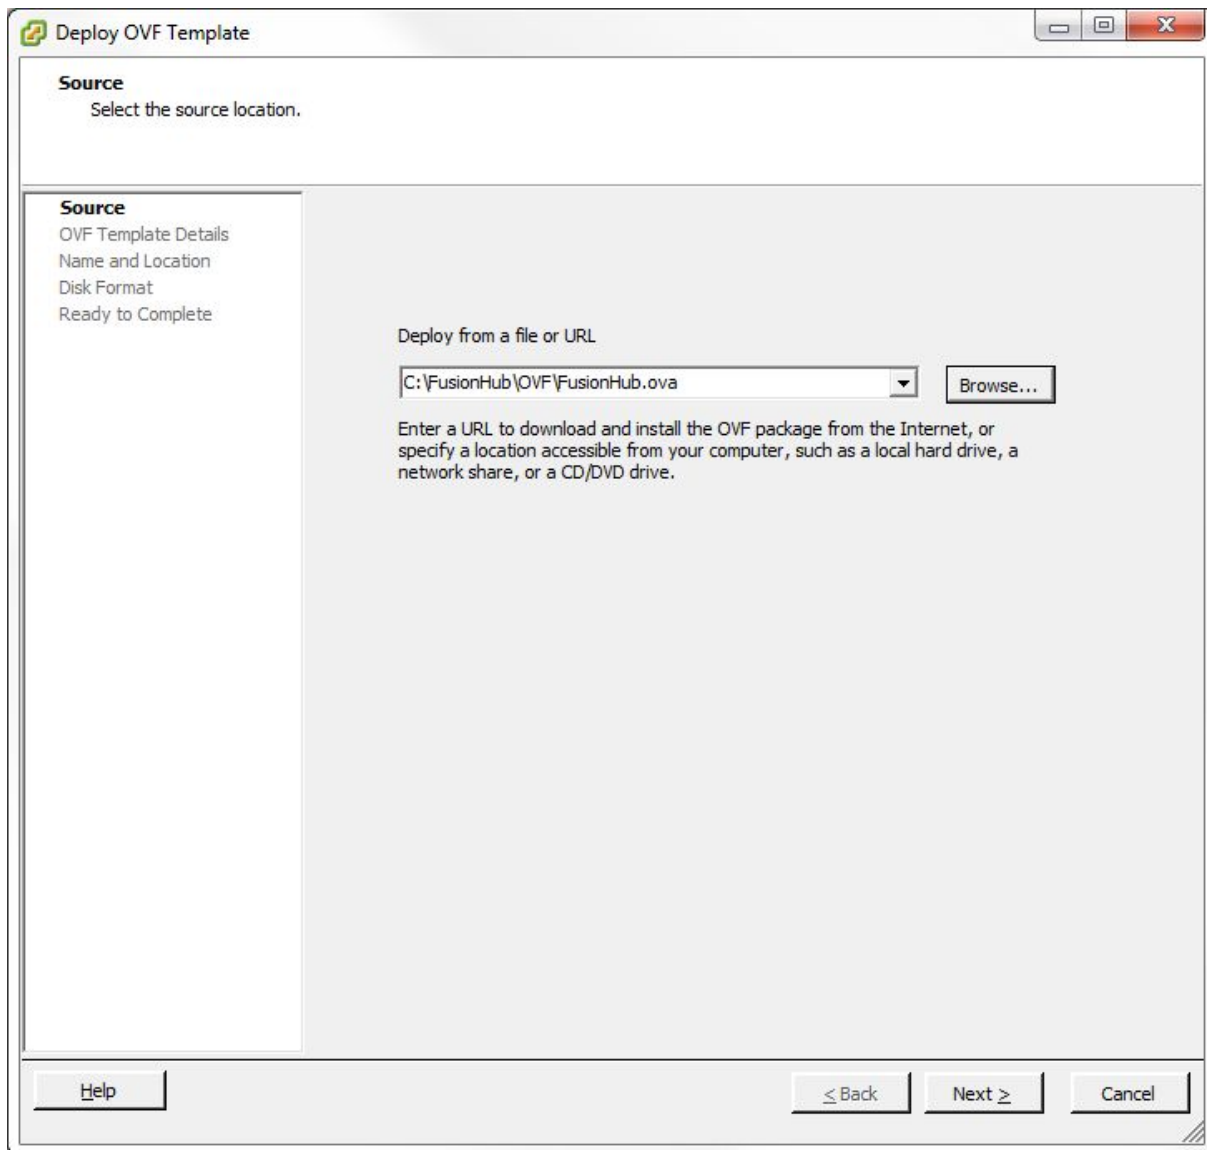 Deploy OVF Template
Source
Select the source location.
Source
OVF Template Details
Name and Location
Disk Format
Ready to Complete
Deploy from a file or URL
C:\FusionHub\OVF\FusionHub.ova
Browse...
Enter a URL to download and install the OVF package from the Internet, or
specify a location accessible from your computer, such as a local hard drive, a
network share, or a CD/DVD drive.
Help
< Back
Next >
Cancel